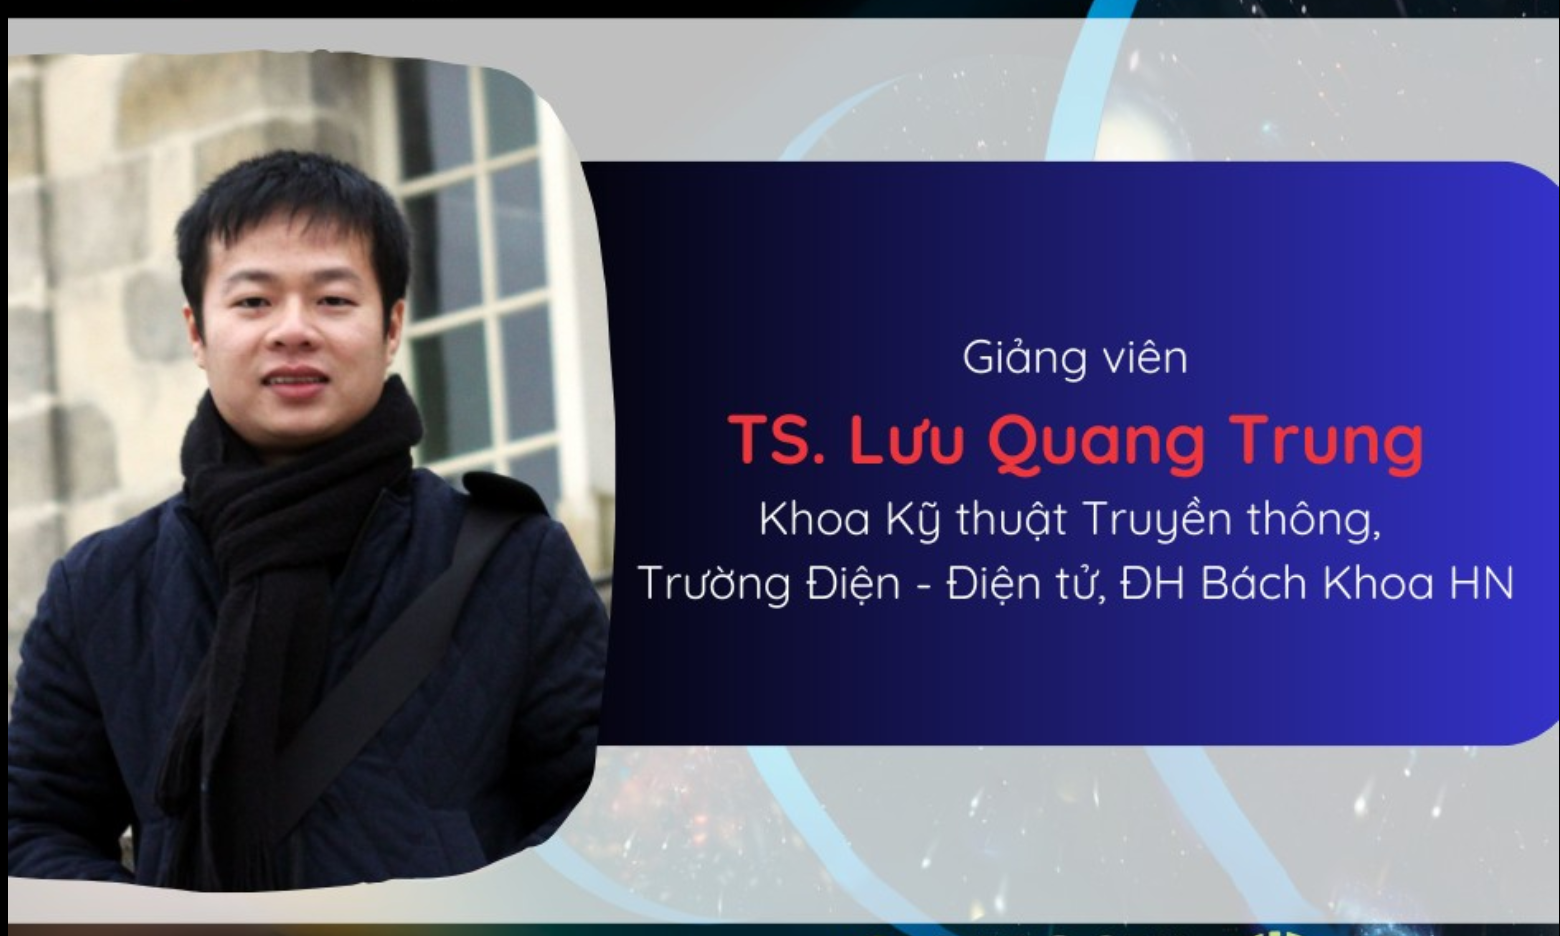 Giảng viên
TS. Lưu Quang Trung
Khoa Kỹ thuật Truyền thông,
Trường Điện - Điện tử, ĐH Bách Khoa HN